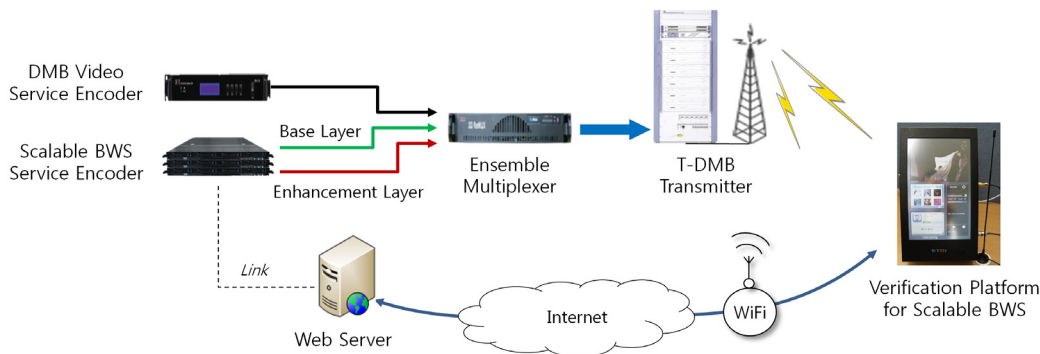 DMB Video
Service Encoder
Scalable BWS
Service Encoder
Base Layer
Enhancement Layer
Ensemble
Multiplexer
T-DMB
Transmitter
Link
Web Server
Internet
WiFi
Verification Platform
for Scalable BWS